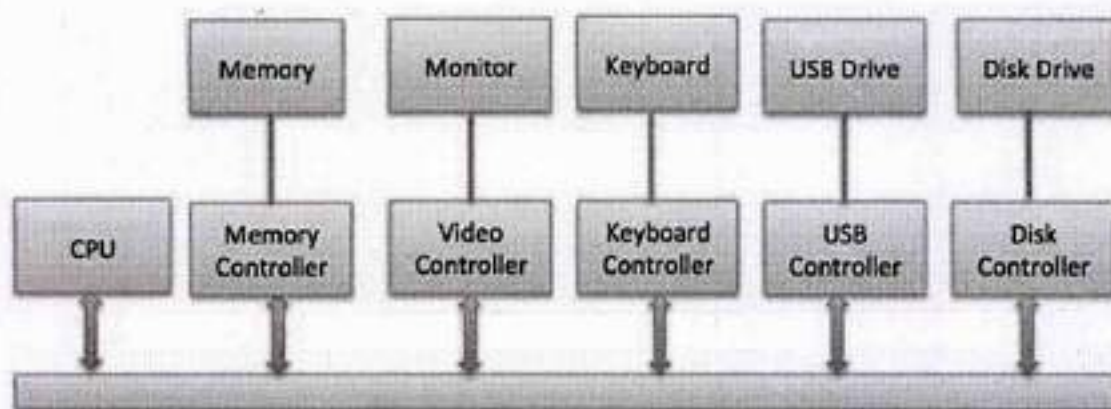 Memory
Monitor
Keyboard
USB Drive
Disk Drive
CPU
Memory
Controller
Video
Controller
Keyboard
Controller
USB
Controller
Disk
Controller